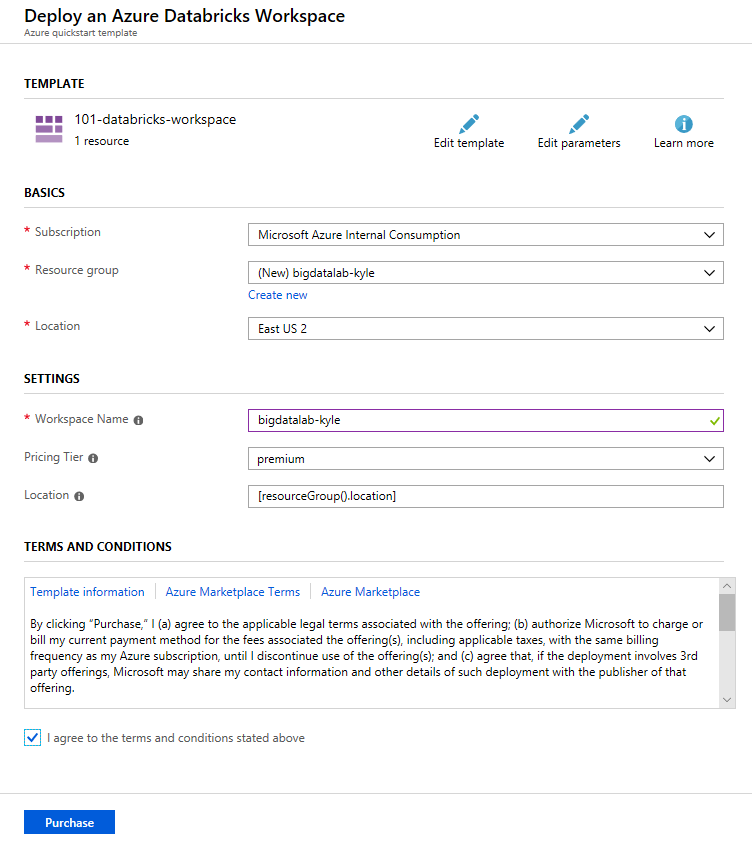 Deploy an Azure Databricks Workspace
Azure quickstart template
TEMPLATE
101-databricks-workspace
1 resource
Edit template
Edit parameters
Learn more
BASICS
* Subscription
Microsoft Azure Internal Consumption
* Resource group
(New) bigdatalab-kyle
Create new
* Location
East US 2
SETTINGS
* Workspace Name
bigdatalab-kyle
Pricing Tier
premium
Location
[resourceGroup().location]
TERMS AND CONDITIONS
Template information | Azure Marketplace Terms | Azure Marketplace
By clicking “Purchase,” I (a) agree to the applicable legal terms associated with the offering; (b) authorize Microsoft to charge or
bill my current payment method for the fees associated the offering(s), including applicable taxes, with the same billing
frequency as my Azure subscription, until I discontinue use of the offering(s); and (c) agree that, if the deployment involves 3rd
party offerings, Microsoft may share my contact information and other details of such deployment with the publisher of that
offering.
I agree to the terms and conditions stated above
Purchase